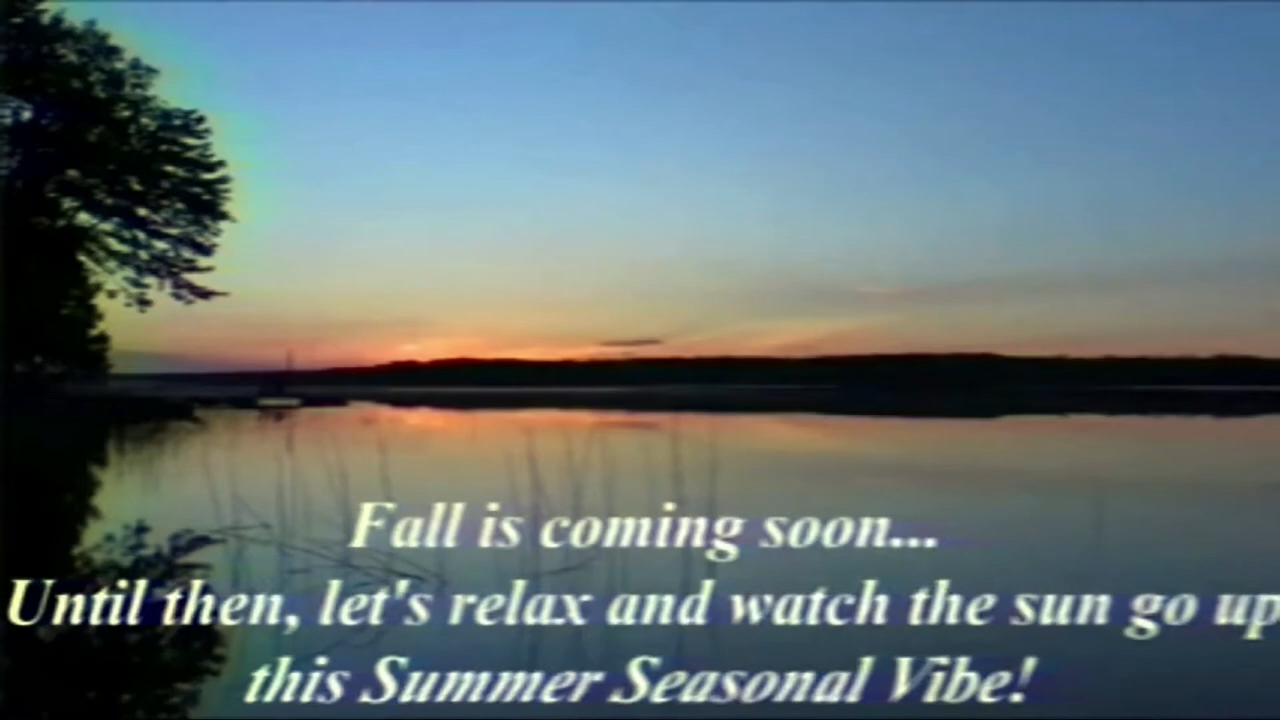 Fall is coming soon...
Until then, let's relax and watch the sun go up
this Summer Seasonal Vibe!